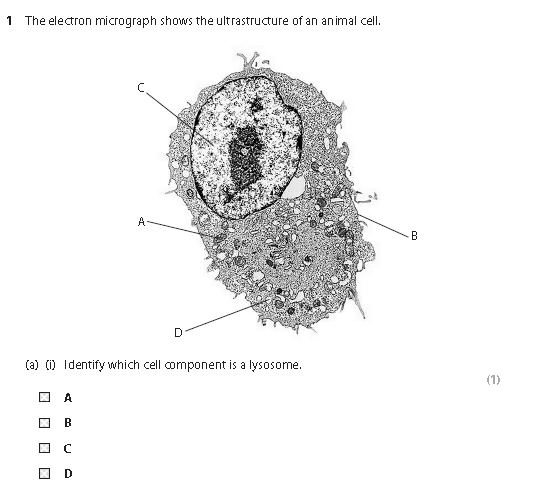 1 The electron micrograph shows the ultrastructure of an animal cell.
C
A
B
D
(a) (i) Identify which cell component is a lysosome.
(1)
A
B
C
D